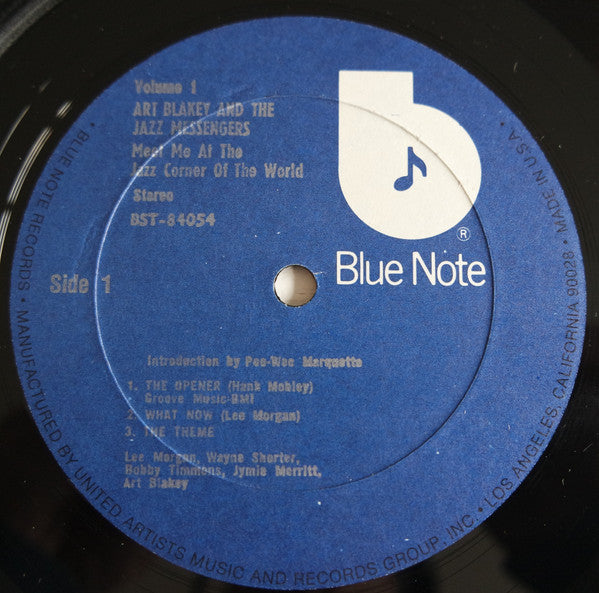 Volume 1
ART BLAKEY AND THE
JAZZ MESSENGERS
Meet Me At The
Jazz Corner Of The World
Stereo
BST-84054
®
Blue Note
Side 1
Introduction by Pee-Wee Marquette
1. THE OPENER (Hank Mobley)
Groove Music-BMI
2. WHAT NOW (Lee Morgan)
3. THE THEME
Lee Morgan, Wayne Shorter,
Bobby Timmons, Jymie Merritt,
Art Blakey
• BLUE NOTE RECORDS • MANUFACTURED BY UNITED ARTISTS MUSIC AND RECORDS GROUP, INC. • LOS ANGELES, CALIFORNIA 90028 • MADE IN U.S.A. •